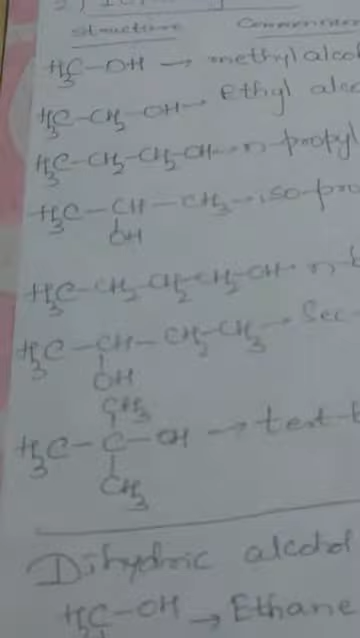 Structure Common
H₃C-OH → methyl alco
H₃C-CH₂-OH → Ethyl alc
H₃C-CH₂-CH₂-OH → n-propyl
H₃C-CH-CH₃ → iso-pro
OH
H₃C-CH₂-CH₂-CH₂-OH → n-b
H₃C-CH-CH₂-CH₃ → Sec-
OH
CH₃
H₃C-C-OH → tert-b
CH₃
Dihydric alcohol
H₂C-OH → Ethane